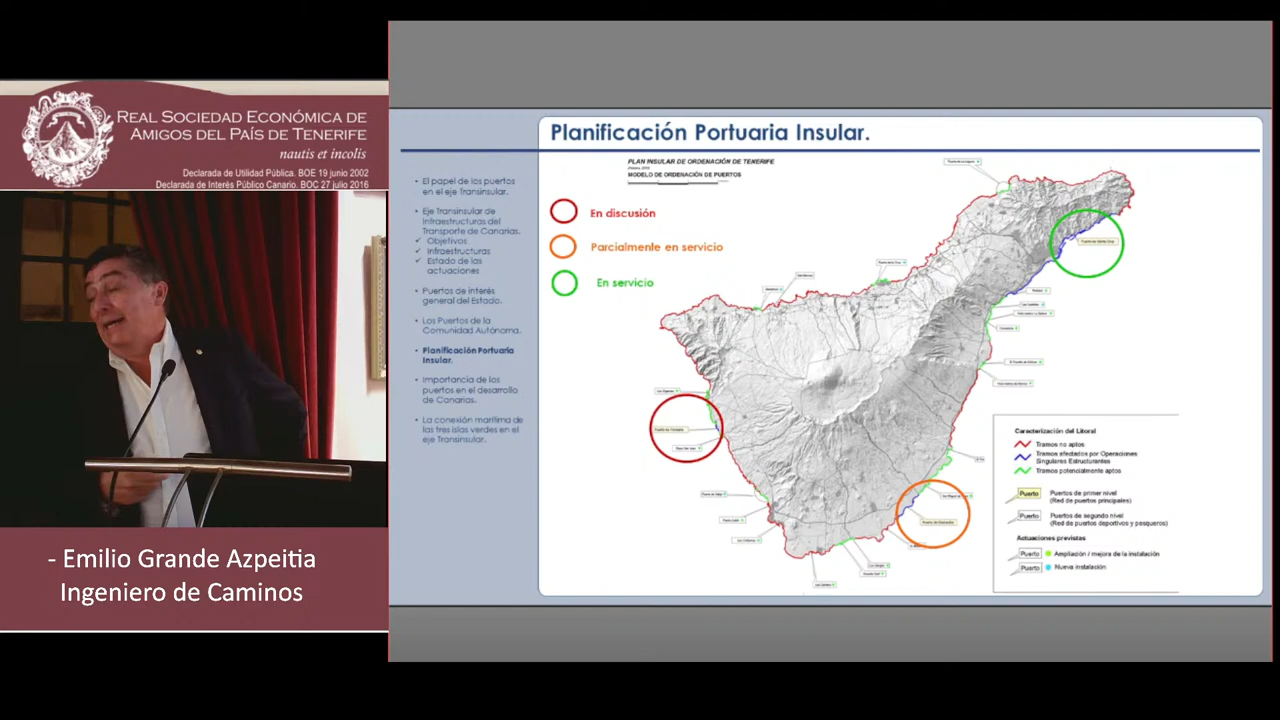 REAL SOCIEDAD ECONÓMICA DE
AMIGOS DEL PAÍS DE TENERIFE
nautis et incolis
Declarada de Utilidad Pública. BOE 19 junio 2002
Declarada de Interés Público Canario. BOC 27 julio 2016
- Emilio Grande Azpeitia
Ingeniero de Caminos
Planificación Portuaria Insular.
• El papel de los puertos
en el eje Transinsular.
• Eje Transinsular de
Infraestructuras del
Transporte de Canarias.
✓ Objetivos
✓ Infraestructuras
✓ Estado de las
actuaciones
• Puertos de interés
general del Estado.
• Los Puertos de la
Comunidad Autónoma.
• Planificación Portuaria
Insular.
• Importancia de los
puertos en el desarrollo
de Canarias.
• La conexión marítima de
las tres islas verdes en el
eje Transinsular.
PLAN INSULAR DE ORDENACIÓN DE TENERIFE
MODELO DE ORDENACIÓN DE PUERTOS
En discusión
Parcialmente en servicio
En servicio
Caracterización del Litoral
Tramos no aptos
Tramos afectados por Operaciones
Singulares Estructurantes
Tramos potencialmente aptos
Puerto
Puertos de primer nivel
(Red de puertos principales)
Puerto
Puertos de segundo nivel
(Red de puertos deportivos y pesqueros)
Actuaciones previstas
Puerto
Ampliación / mejora de la instalación
Puerto
Nueva instalación